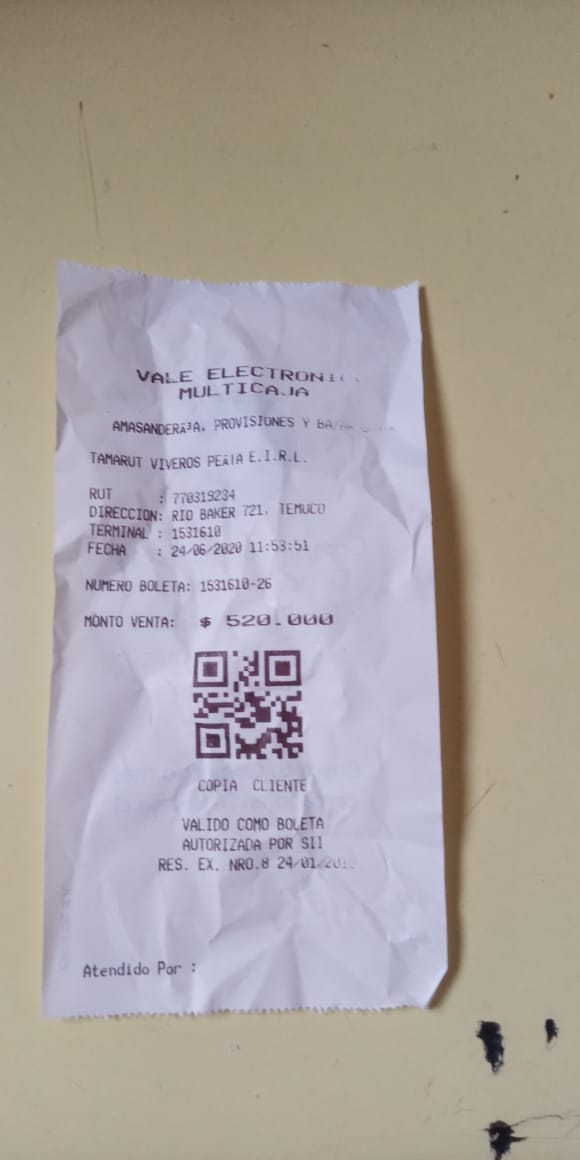 VALE ELECTRONI
MULTICAJA
AMASANDERÃ³A, PROVISIONES Y
TAMARUT VIVEROS PEÃIA E.I.R.L.
RUT : 770319234
DIRECCION: RIO BAKER 721, TEMUCO
TERMINAL : 1531610
FECHA : 24/06/2020 11:53:51
NUMERO BOLETA: 1531610-26
MONTO VENTA: $ 520.000
COPIA CLIENTE
VALIDO COMO BOLETA
AUTORIZADA POR SII
RES. EX. NRO.8 24/01/201
Atendido Por :